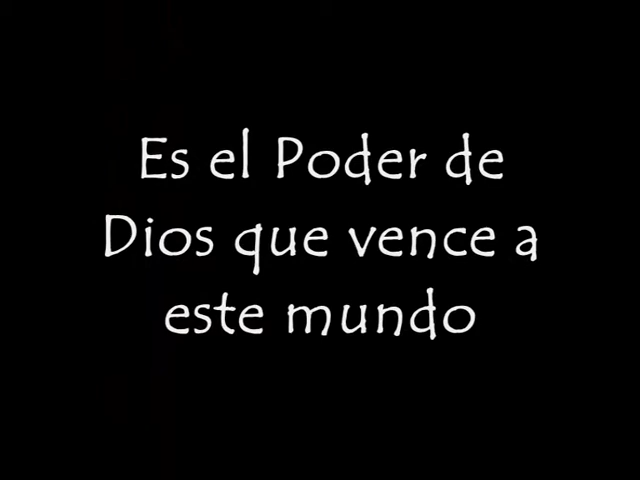 Es el Poder de
Dios que vence a
este mundo